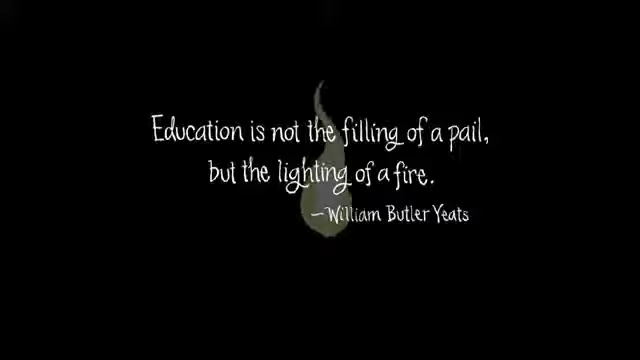 Education is not the filling of a pail,
but the lighting of a fire.
—William Butler Yeats